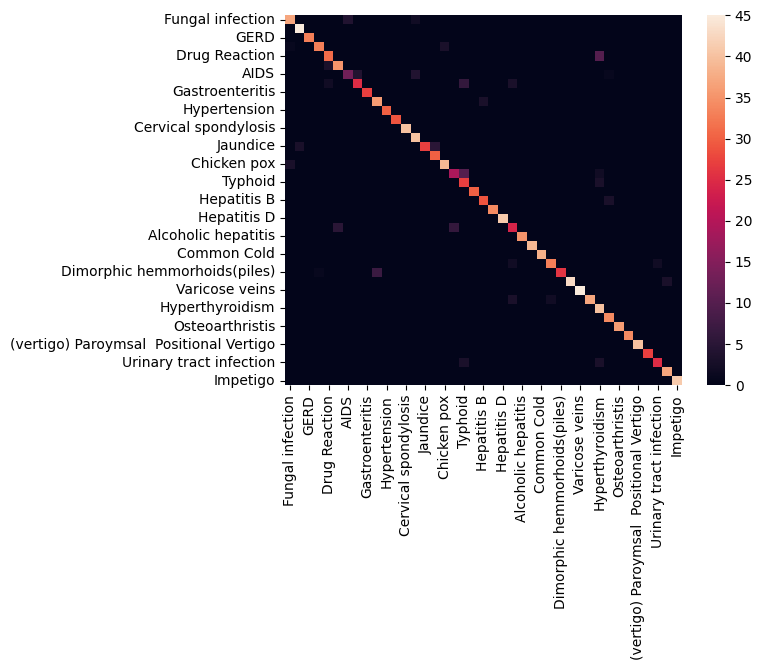 Fungal infection
GERD
Drug Reaction
AIDS
Gastroenteritis
Hypertension
Cervical spondylosis
Jaundice
Chicken pox
Typhoid
Hepatitis B
Hepatitis D
Alcoholic hepatitis
Common Cold
Dimorphic hemmorhoids(piles)
Varicose veins
Hyperthyroidism
Osteoarthristis
(vertigo) Paroymsal  Positional Vertigo
Urinary tract infection
Impetigo
45
40
35
30
25
20
15
10
5
0
Fungal infection
GERD
Drug Reaction
AIDS
Gastroenteritis
Hypertension
Cervical spondylosis
Jaundice
Chicken pox
Typhoid
Hepatitis B
Hepatitis D
Alcoholic hepatitis
Common Cold
Dimorphic hemmorhoids(piles)
Varicose veins
Hyperthyroidism
Osteoarthristis
(vertigo) Paroymsal  Positional Vertigo
Urinary tract infection
Impetigo